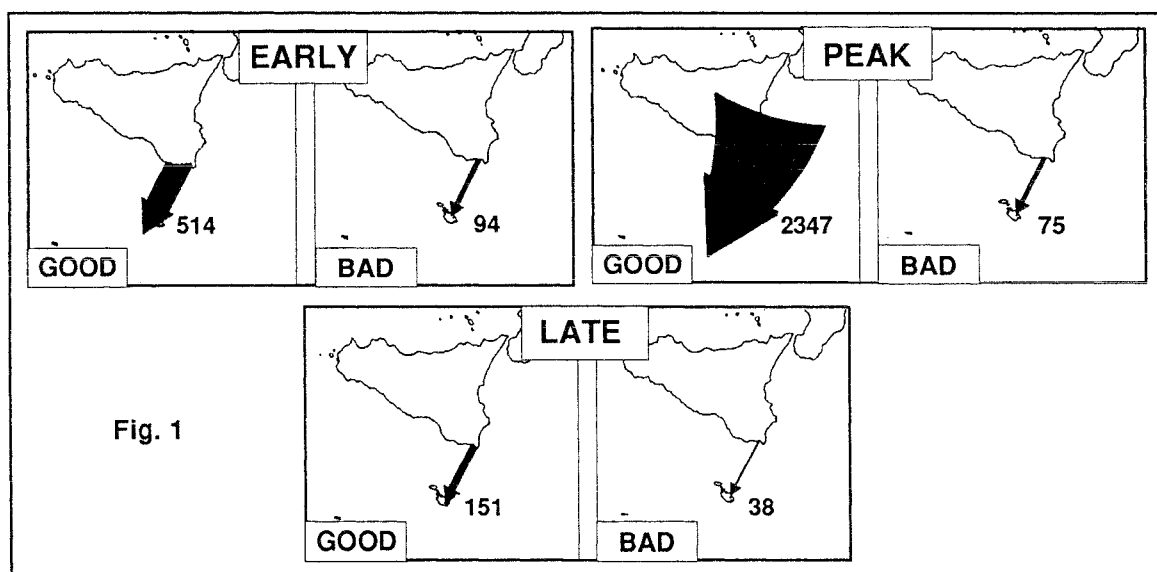 EARLY
514
94
GOOD
BAD
PEAK
2347
75
GOOD
BAD
LATE
Fig. 1
151
38
GOOD
BAD